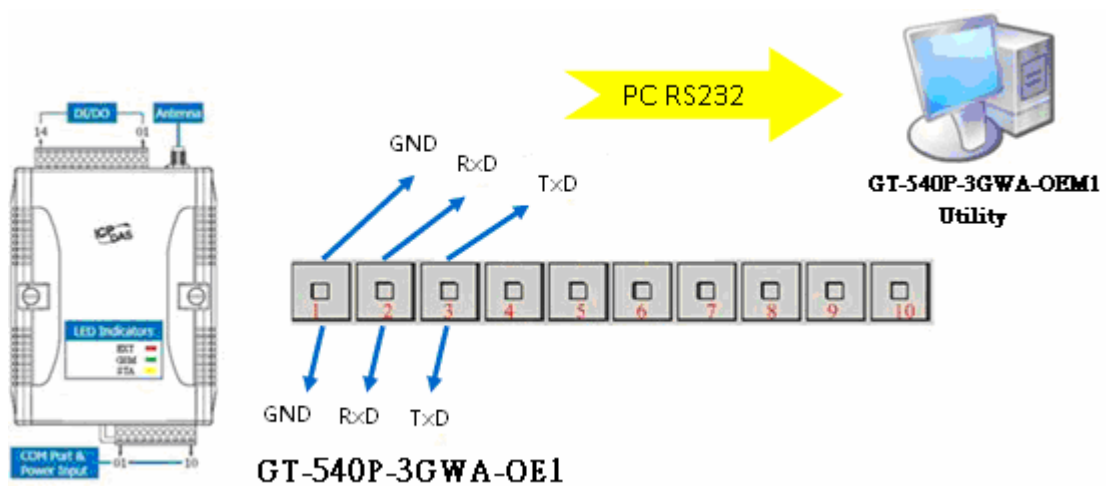 PC RS232
GT-540P-3GWA-OEM1
Utility
DI/DO
Antenna
14
01
ICP
DAS
LED Indicators
EXT
GSM
STA
COM Port &
Power Input
01
10
GND
RxD
TxD
1 2 3 4 5 6 7 8 9 10
GND RxD TxD
GT-540P-3GWA-OE1